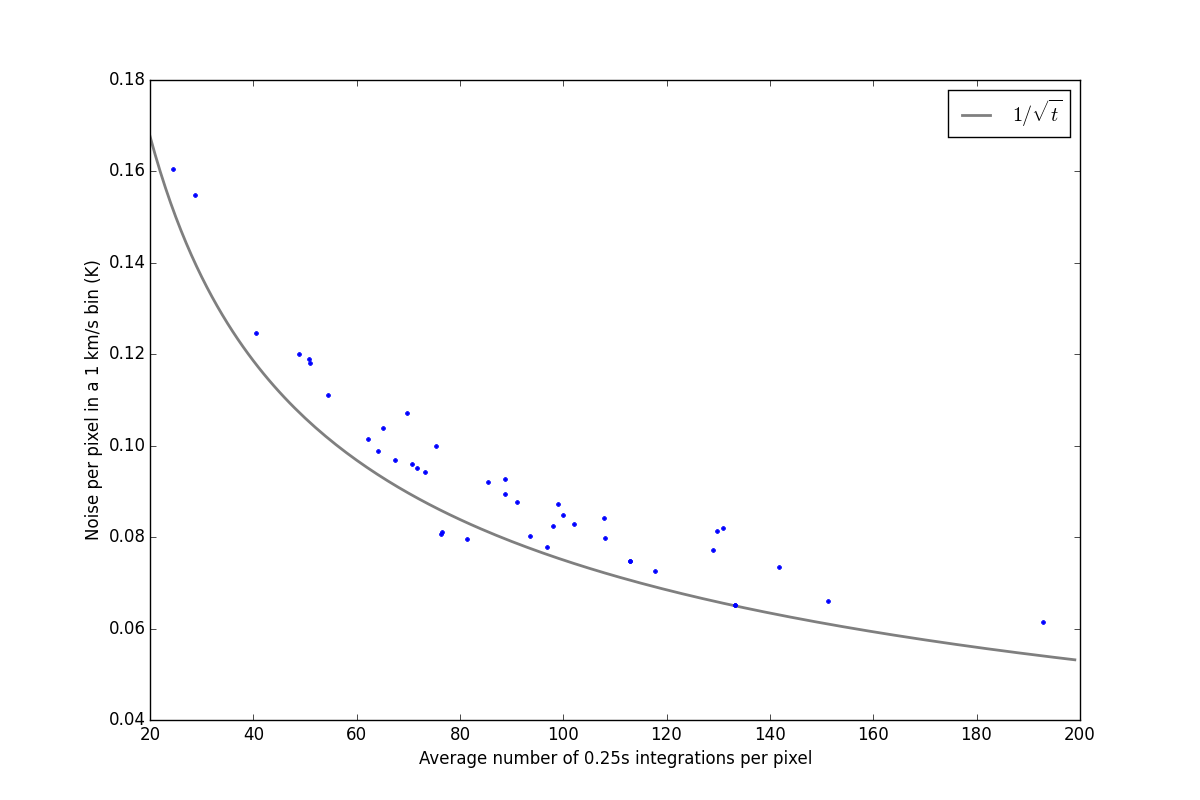 0.18
1/√t
0.16
0.14
0.12
0.10
0.08
0.06
0.04
Noise per pixel in a 1 km/s bin (K)
20 40 60 80 100 120 140 160 180 200
Average number of 0.25s integrations per pixel